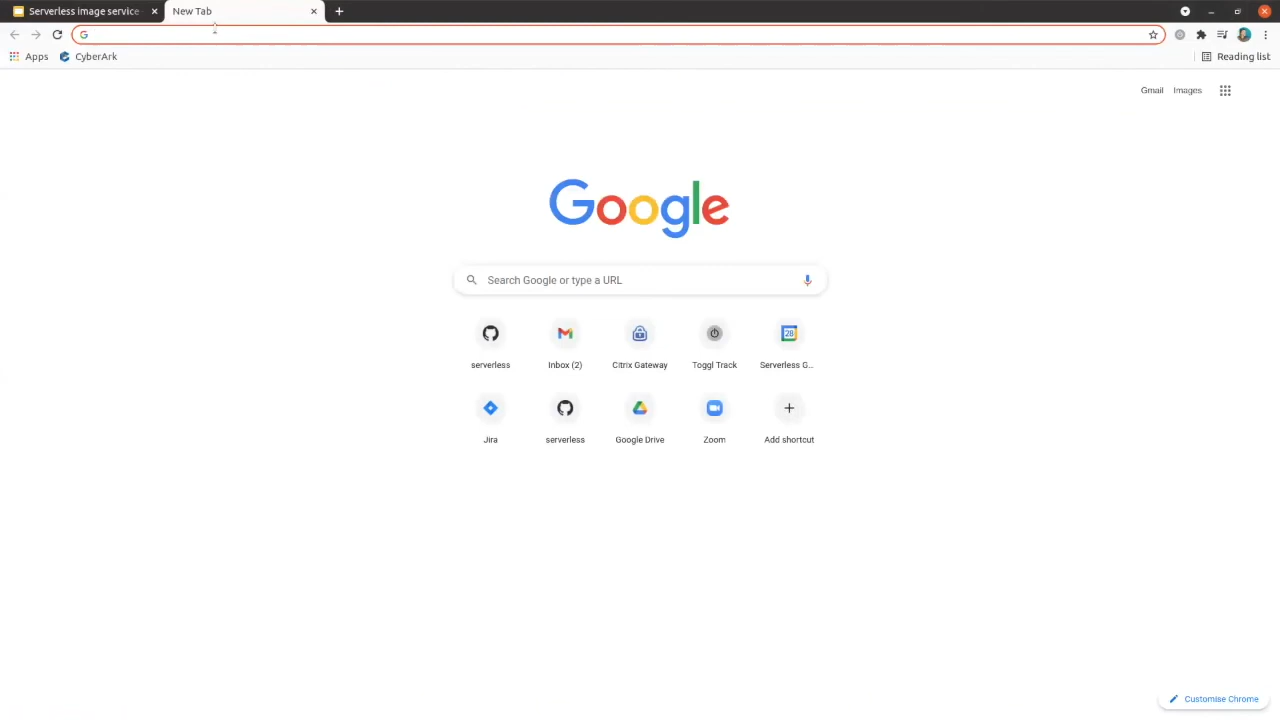 Serverless image service
New Tab
Apps
CyberArk
Reading list
Gmail
Images
Google
Search Google or type a URL
serverless
Inbox (2)
Citrix Gateway
Toggl Track
28
Serverless G...
Jira
serverless
Google Drive
Zoom
Add shortcut
Customise Chrome